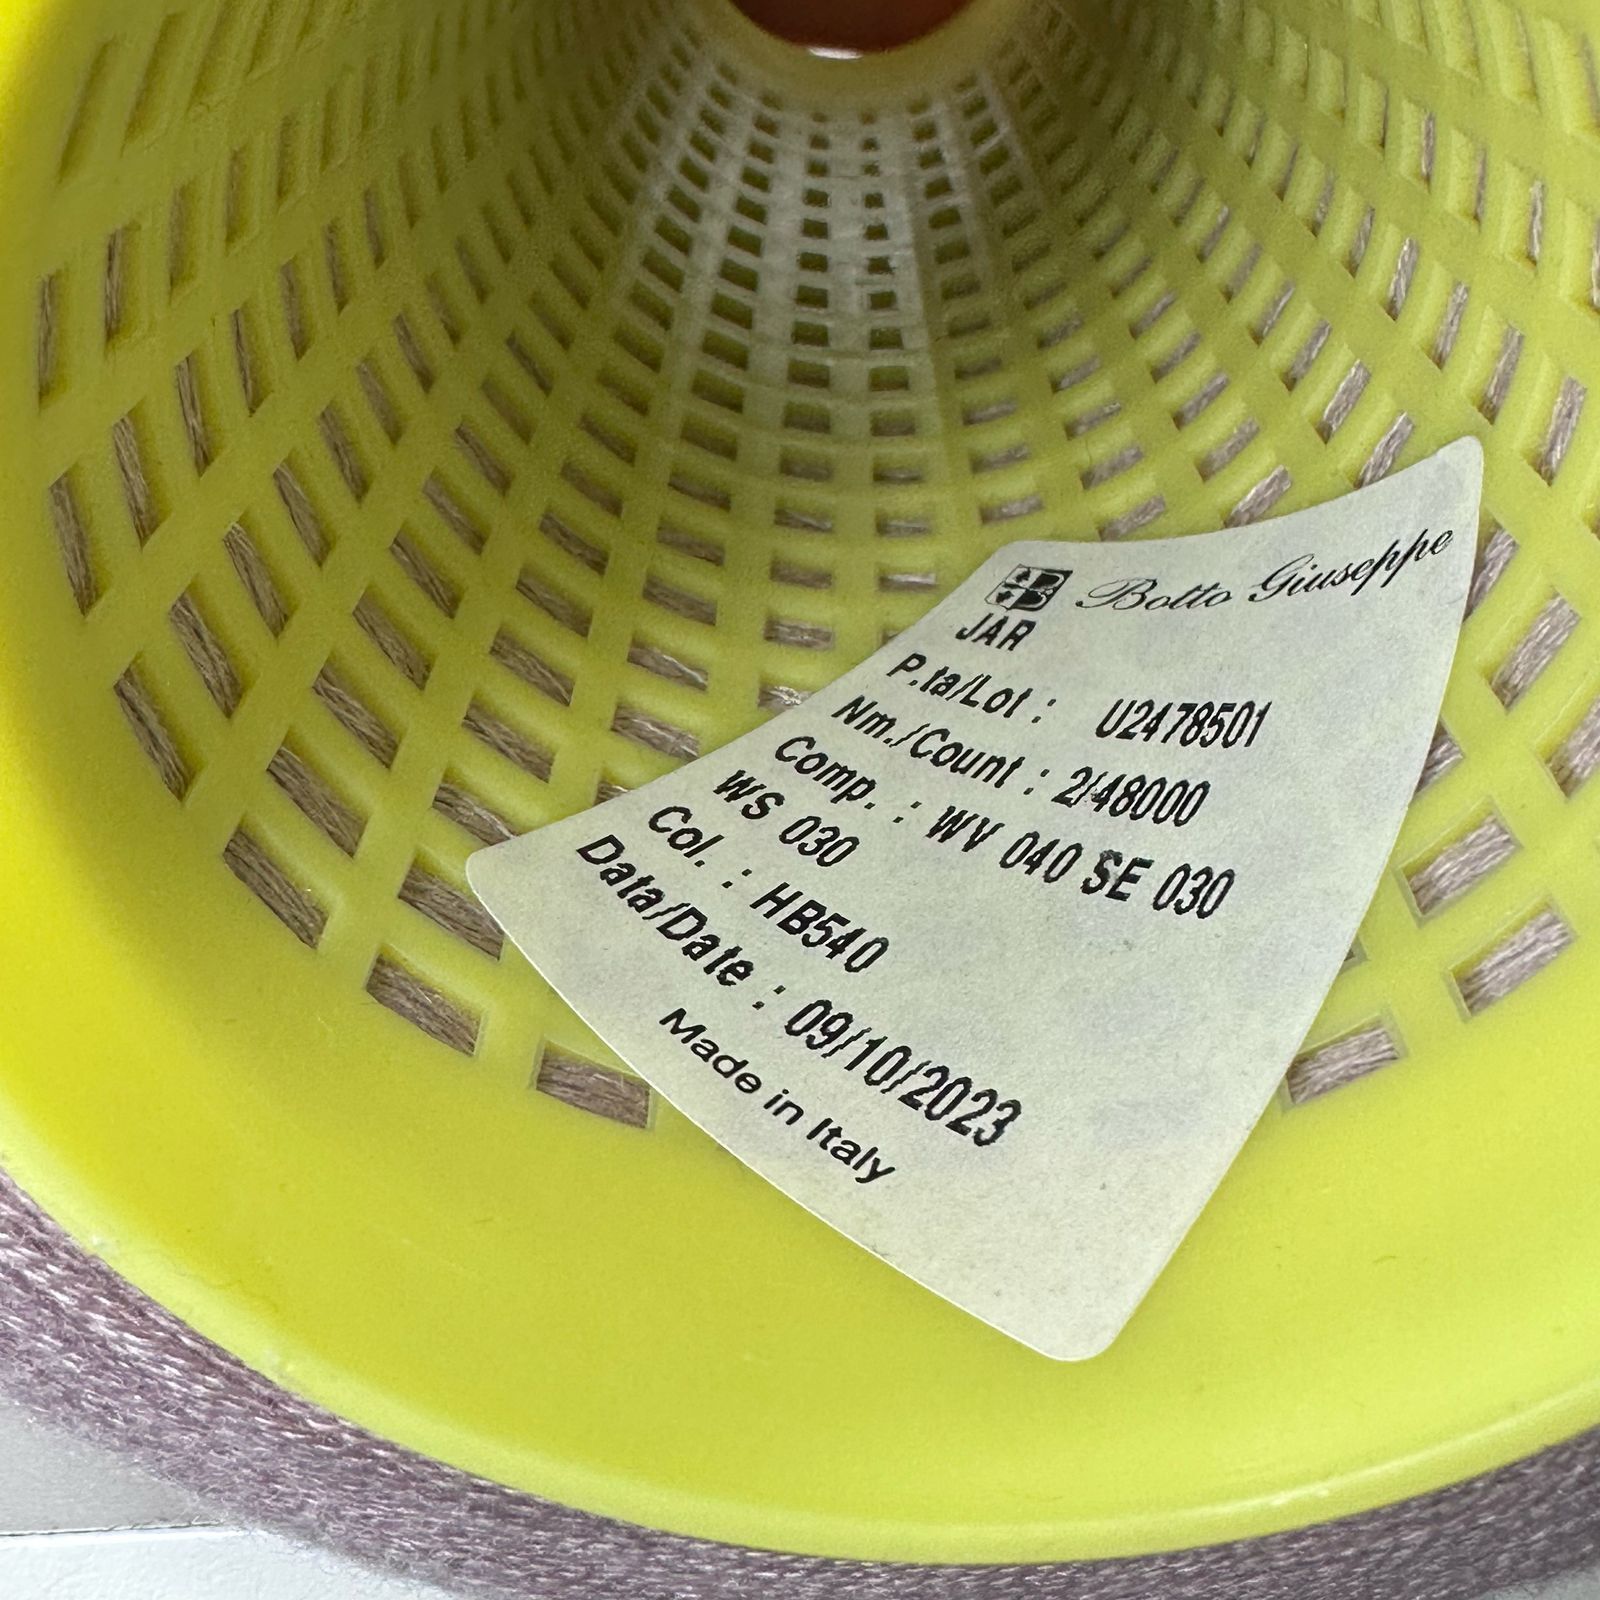 B Botto Giuseppe
JAR
P.ta/Lot : U2478501
Nm./Count : 2/48000
Comp. : WV 040 SE 030
WS 030
Col. : HB540
Data/Date : 09/10/2023
Made in Italy